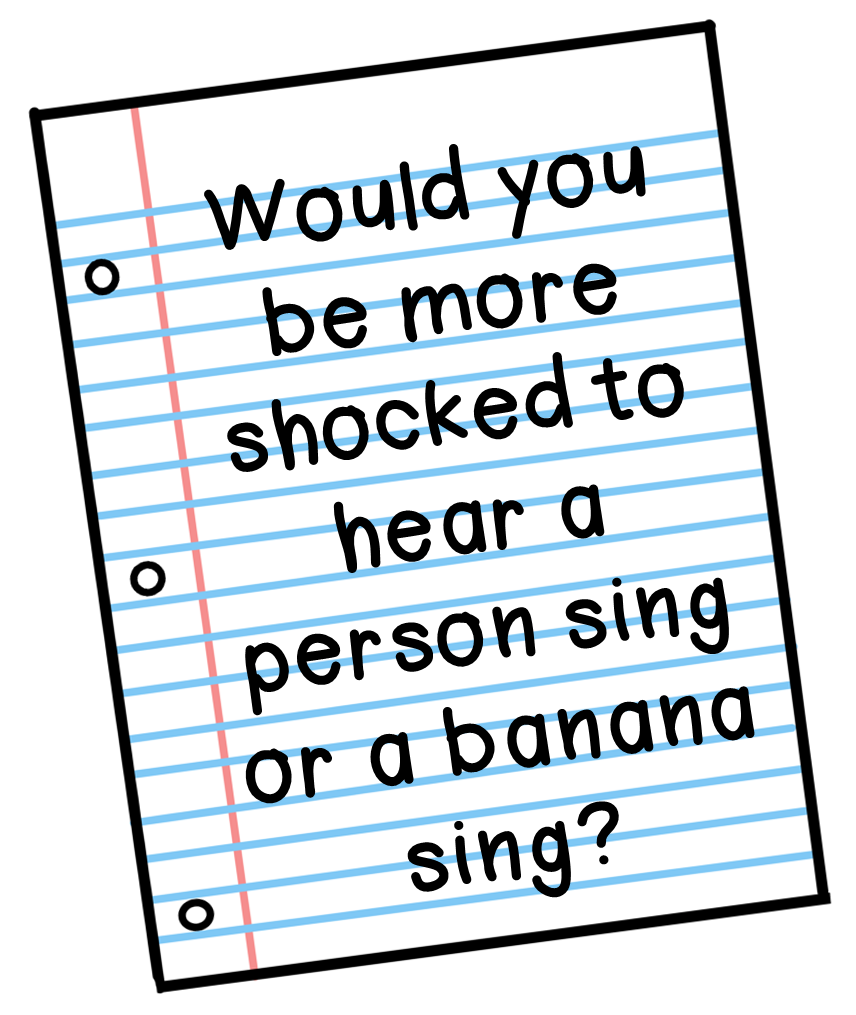 Would you
be more
shocked to
hear a
person sing
or a banana
sing?